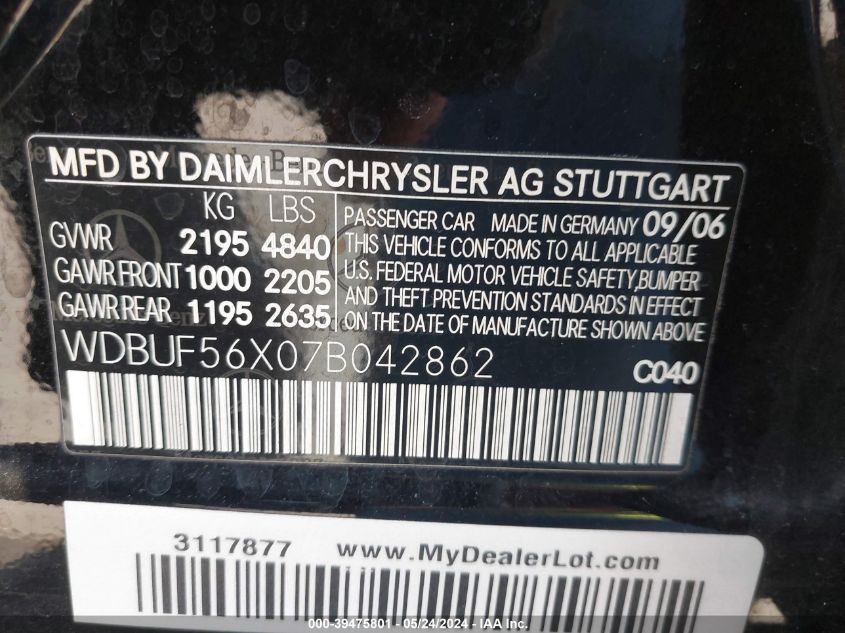 MFD BY DAIMLERCHRYSLER AG STUTTGART
KG LBS
GVWR 2195 4840
GAWR FRONT 1000 2205
GAWR REAR 1195 2635
PASSENGER CAR MADE IN GERMANY 09/06
THIS VEHICLE CONFORMS TO ALL APPLICABLE
U.S. FEDERAL MOTOR VEHICLE SAFETY, BUMPER
AND THEFT PREVENTION STANDARDS IN EFFECT
ON THE DATE OF MANUFACTURE SHOWN ABOVE
WDBUF56X07B042862 C040
3117877 www.MyDealerLot.com
000-39475801 - 05/24/2024 - IAA Inc.